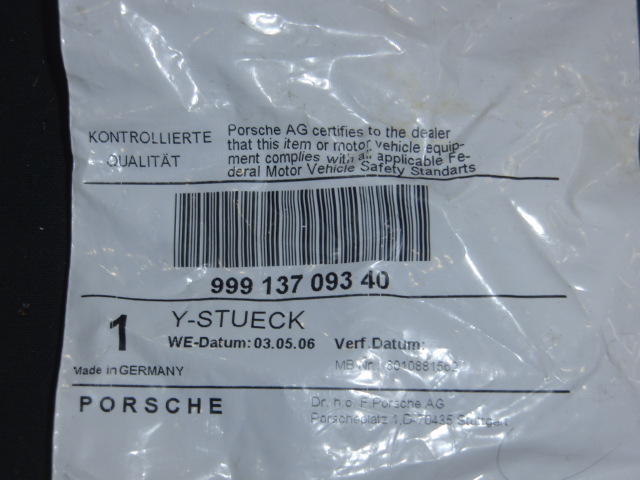 KONTROLLIERTE
QUALITÄT
Porsche AG certifies to the dealer
that this item or motor vehicle equip-
ment complies with all applicable Fe-
deral Motor Vehicle Safety Standarts
999 137 093 40
1 Y-STUECK
WE-Datum: 03.05.06 Verf.Datum:
MB Nr.:
Made in GERMANY
PORSCHE
Dr. h.c. F. Porsche AG
Porscheplatz 1,D-70435 Stuttgart